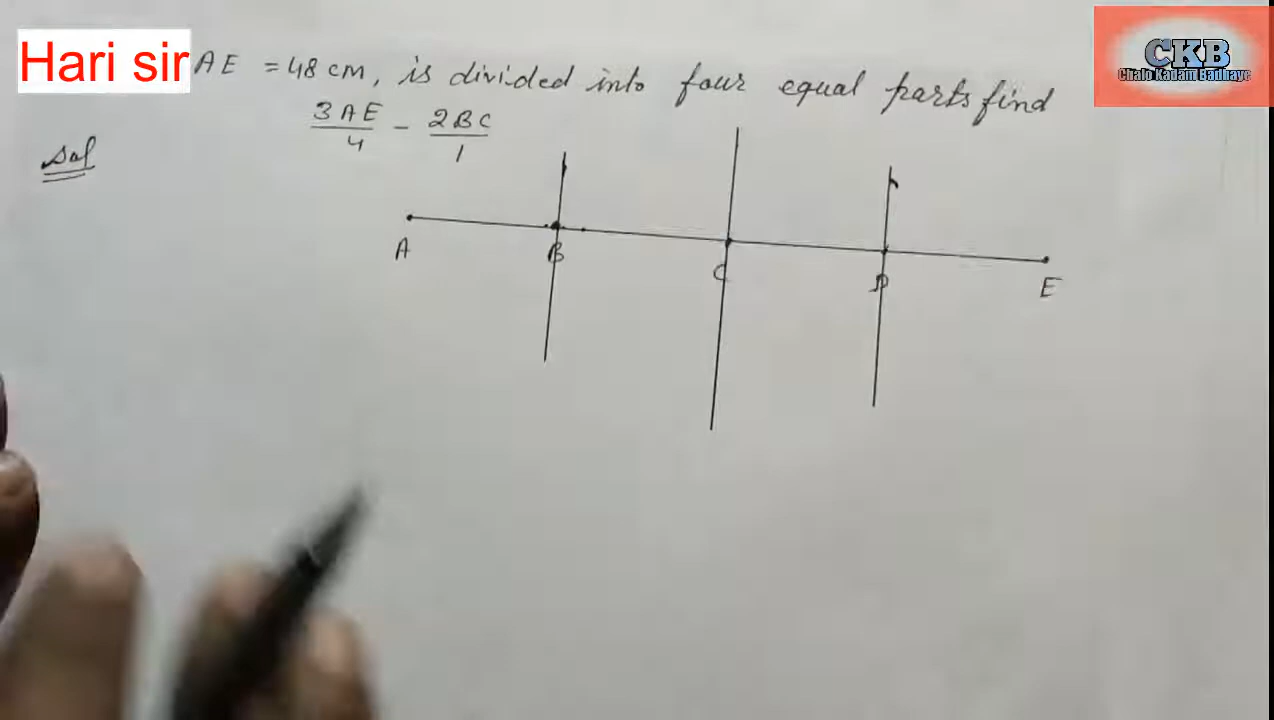 Hari sir AE = 48 cm, is divided into four equal parts find
3AE/4 - 2BC/1
Sol
A B C D E
CKB
Chalo Kadam Badhaye